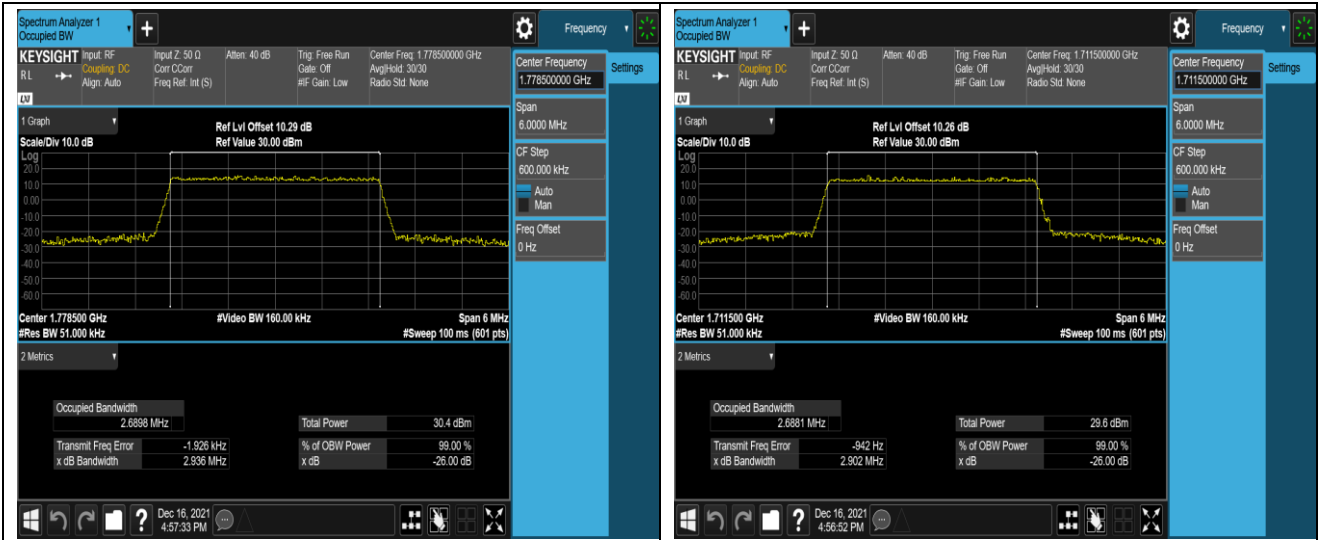 Spectrum Analyzer 1
Occupied BW
Frequency
KEYSIGHT
Input: RF
Coupling: DC
Align: Auto
Input Z: 50 Ω
Corr CCorr
Freq Ref: Int (S)
Atten: 40 dB
Trig: Free Run
Gate: Off
#IF Gain: Low
Center Freq: 1.778500000 GHz
Avg|Hold: 30/30
Radio Std: None
RL
LXI
Center Frequency
1.778500000 GHz
Settings
Span
6.0000 MHz
CF Step
600.000 kHz
Auto
Man
Freq Offset
0 Hz
1 Graph
Ref Lvl Offset 10.29 dB
Scale/Div 10.0 dB
Ref Value 30.00 dBm
Log
20.0
10.0
0.00
-10.0
-20.0
-30.0
-40.0
-50.0
-60.0
Center 1.778500 GHz
#Video BW 160.00 kHz
Span 6 MHz
#Res BW 51.000 kHz
#Sweep 100 ms (601 pts)
2 Metrics
Occupied Bandwidth
2.6898 MHz
Total Power 30.4 dBm
Transmit Freq Error -1.926 kHz
% of OBW Power 99.00 %
x dB Bandwidth 2.936 MHz
x dB -26.00 dB
?
Dec 16, 2021
4:57:33 PM
Spectrum Analyzer 1
Occupied BW
Frequency
KEYSIGHT
Input: RF
Coupling: DC
Align: Auto
Input Z: 50 Ω
Corr CCorr
Freq Ref: Int (S)
Atten: 40 dB
Trig: Free Run
Gate: Off
#IF Gain: Low
Center Freq: 1.711500000 GHz
Avg|Hold: 30/30
Radio Std: None
RL
LXI
Center Frequency
1.711500000 GHz
Settings
Span
6.0000 MHz
CF Step
600.000 kHz
Auto
Man
Freq Offset
0 Hz
1 Graph
Ref Lvl Offset 10.26 dB
Scale/Div 10.0 dB
Ref Value 30.00 dBm
Log
20.0
10.0
0.00
-10.0
-20.0
-30.0
-40.0
-50.0
-60.0
Center 1.711500 GHz
#Video BW 160.00 kHz
Span 6 MHz
#Res BW 51.000 kHz
#Sweep 100 ms (601 pts)
2 Metrics
Occupied Bandwidth
2.6881 MHz
Total Power 29.6 dBm
Transmit Freq Error -942 Hz
% of OBW Power 99.00 %
x dB Bandwidth 2.902 MHz
x dB -26.00 dB
?
Dec 16, 2021
4:56:52 PM